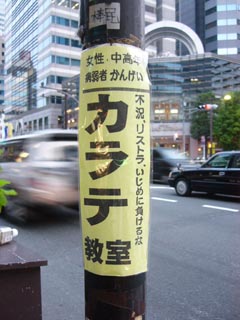 女性・中高年
病弱者 かんげい
不況、リストラ、いじめに負けるな
カラテ
教室